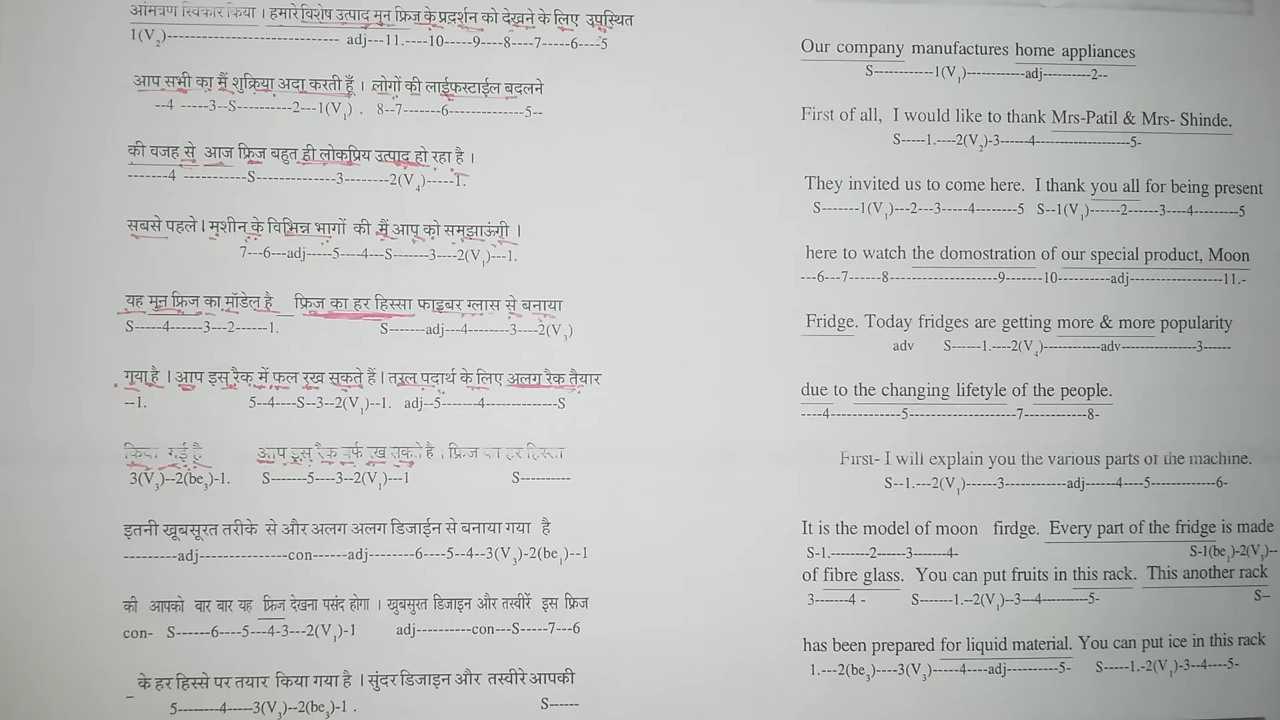 आंमत्रण स्विकार किया । हमारे विशेष उत्पाद मुन फ्रिज के प्रदर्शन को देखने के लिए उपस्थित
1(V2)---------------------------- adj---11.----10-----9----8----7-----6----5
आप सभी का मैं शुक्रिया अदा करती हूँ । लोगों की लाईफस्टाईल बदलने
--4 -----3--S----------2---1(V1) . 8--7-------6--------------5--
की वजह से आज फ्रिज बहुत ही लोकप्रिय उत्पाद हो रहा है ।
-------4 -----------S--------------3--------2(V4)-----1.
सबसे पहले । मशीन के विभिन्न भागों की मैं आप को समझाऊंगी ।
7---6---adj-----5----4---S-------3----2(V1)---1.
यह मुन फ्रिज का मॉडेल है फ्रिज का हर हिस्सा फाइबर ग्लास से बनाया
S-----4------3---2------1. S-------adj---4--------3----2(V3)
गया है । आप इस रैक में फल रख सकते हैं । तरल पदार्थ के लिए अलग रैक तैयार
--1. 5--4----S--3--2(V1)--1. adj--5-------4-------------S
किया गई है आप इस रैक बर्फ रख सकते है । फ्रिज का हर हिस्सा
3(V3)--2(be3)-1. S-------5----3--2(V1)---1 S----------
इतनी खूबसूरत तरीके से और अलग अलग डिजाईन से बनाया गया है
---------adj--------------con------adj-------6----5--4--3(V3)-2(be1)--1
की आपको बार बार यह फ्रिज देखना पसंद होगा । खुबसुरत डिजाइन और तस्वीरें इस फ्रिज
con- S------6----5---4-3---2(V1)-1 adj----------con---S-----7---6
के हर हिस्से पर तयार किया गया है । सुंदर डिजाइन और तस्वीरे आपकी
5--------4-----3(V3)--2(be3)-1 . S------
Our company manufactures home appliances
S-----------1(V1)------------adj----------2--
First of all, I would like to thank Mrs-Patil & Mrs- Shinde.
S-----1.----2(V2)-3------4-------------------5-
They invited us to come here. I thank you all for being present
S-------1(V1)---2---3-----4--------5 S--1(V1)------2------3----4---------5
here to watch the domostration of our special product, Moon
---6---7------8----------------------9-------10----------adj-----------------11.-
Fridge. Today fridges are getting more & more popularity
adv S------1.----2(V4)-----------adv---------------3------
due to the changing lifetyle of the people.
----4-------------5--------------------7-----------8-
First- I will explain you the various parts of the machine.
S--1.---2(V1)------3------------adj-----4----5-------------6-
It is the model of moon firdge. Every part of the fridge is made
S-1.--------2------3------4- S-1(be1)-2(V3)--
of fibre glass. You can put fruits in this rack. This another rack
3------4 - S-------1.--2(V1)--3---4----------5- S--
has been prepared for liquid material. You can put ice in this rack
1.---2(be3)----3(V3)-----4----adj----------5- S-----1.-2(V1)-3--4----5-